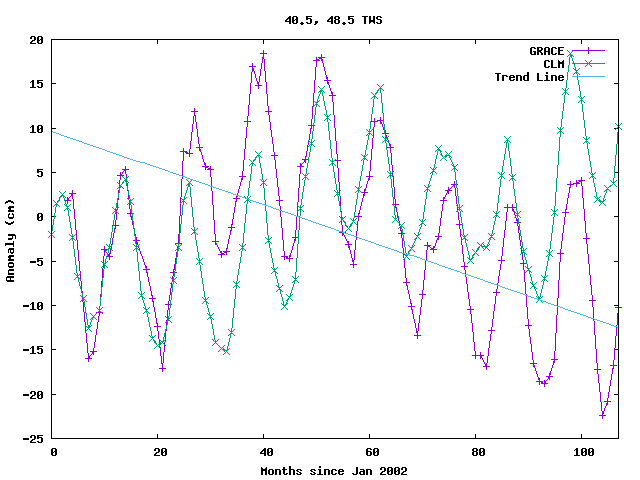 40.5, 48.5 TWS
GRACE
CLM
Trend Line
20
15
10
5
0
-5
-10
-15
-20
-25
Anomaly (cm)
0 20 40 60 80 100
Months since Jan 2002